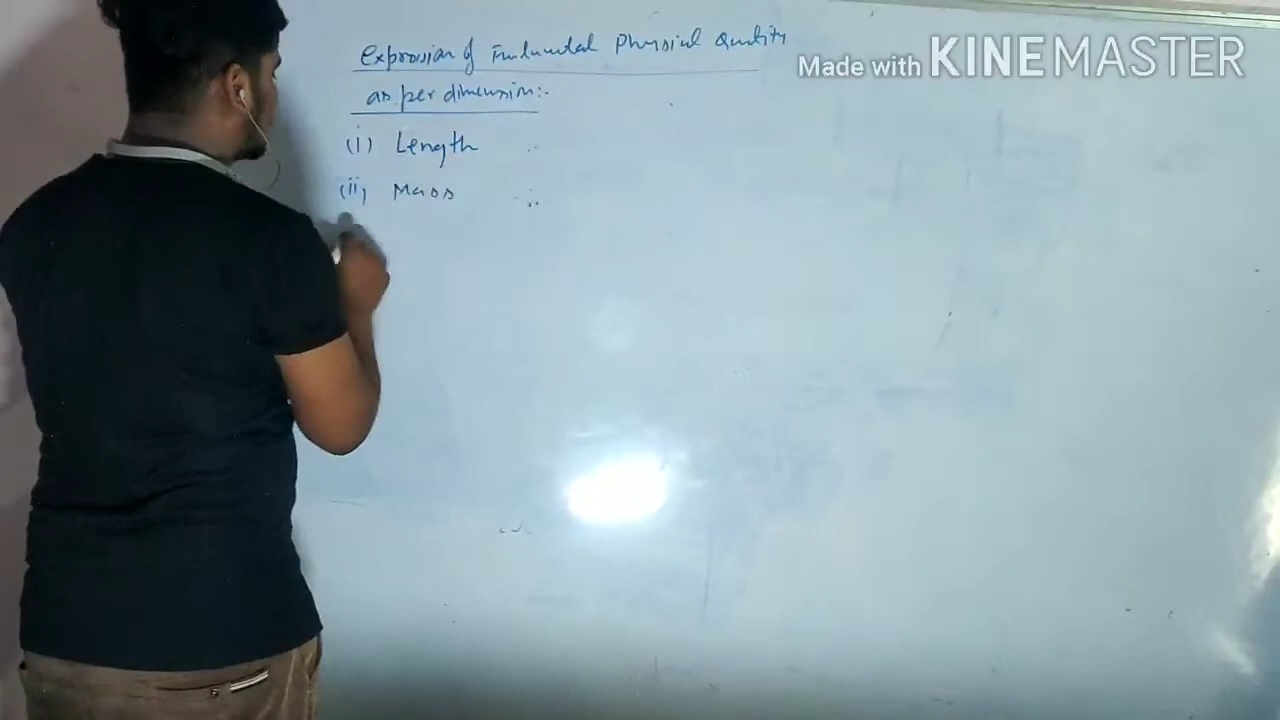 Expression of Fundamental Physical Quantity
Made with KINEMASTER
as per dimension:-
(i) Length
(ii) Mass